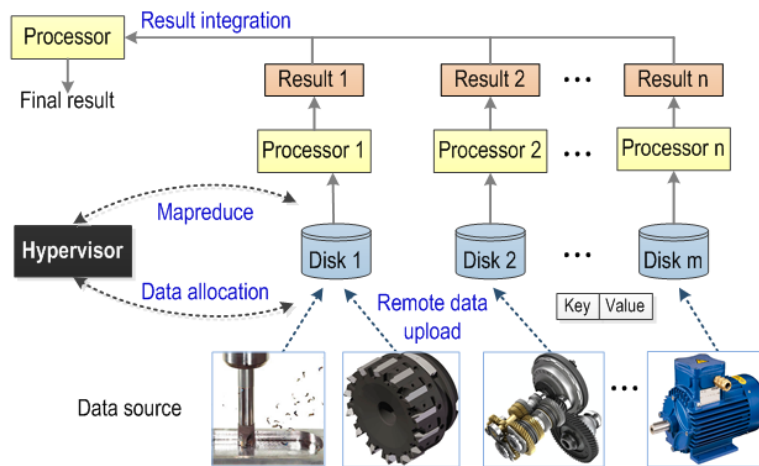 Processor
Result integration
Final result
Result 1
Result 2
...
Result n
Processor 1
Processor 2
...
Processor n
Mapreduce
Hypervisor
Data allocation
Disk 1
Disk 2
...
Disk m
Remote data
upload
Key Value
Data source
...